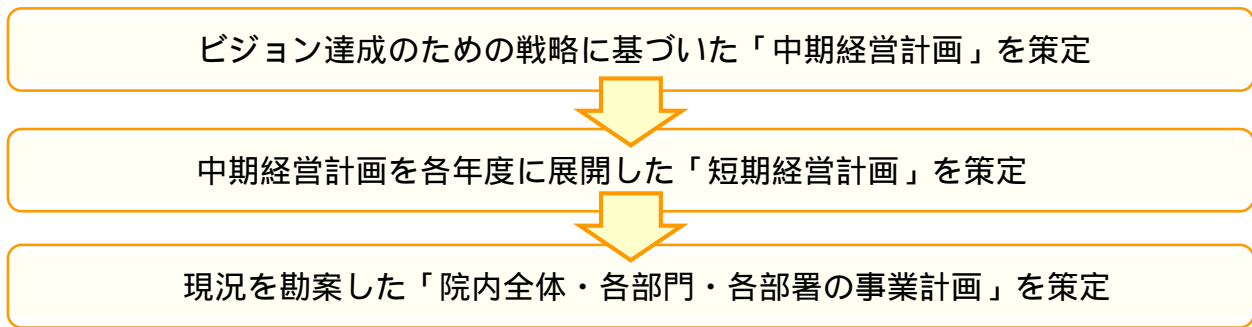 ビジョン達成のための戦略に基づいた「中期経営計画」を策定
中期経営計画を各年度に展開した「短期経営計画」を策定
現況を勘案した「院内全体・各部門・各部署の事業計画」を策定